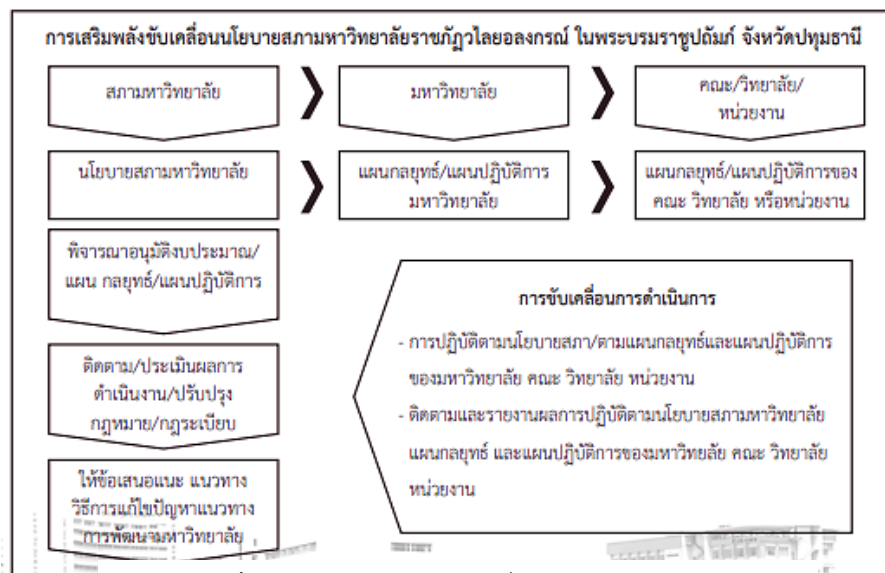 การเสริมพลังขับเคลื่อนนโยบายสภามหาวิทยาลัยราชภัฏวไลยอลงกรณ์ ในพระบรมราชูปถัมภ์ จังหวัดปทุมธานี
สภามหาวิทยาลัย
มหาวิทยาลัย
คณะ/วิทยาลัย/
หน่วยงาน
นโยบายสภามหาวิทยาลัย
แผนกลยุทธ์/แผนปฏิบัติการ
มหาวิทยาลัย
แผนกลยุทธ์/แผนปฏิบัติการของ
คณะ วิทยาลัย หรือหน่วยงาน
พิจารณาอนุมัติงบประมาณ/
แผน กลยุทธ์/แผนปฏิบัติการ
ติดตาม/ประเมินผลการ
ดำเนินงาน/ปรับปรุง
กฎหมาย/กฎระเบียบ
ให้ข้อเสนอแนะ แนวทาง
วิธีการแก้ไขปัญหาแนวทาง
การพัฒนามหาวิทยาลัย
การขับเคลื่อนการดำเนินการ
- การปฏิบัติตามนโยบายสภา/ตามแผนกลยุทธ์และแผนปฏิบัติการ
ของมหาวิทยาลัย คณะ วิทยาลัย หน่วยงาน
- ติดตามและรายงานผลการปฏิบัติตามนโยบายสภามหาวิทยาลัย
แผนกลยุทธ์ และแผนปฏิบัติการของมหาวิทยลัย คณะ วิทยาลัย
หน่วยงาน